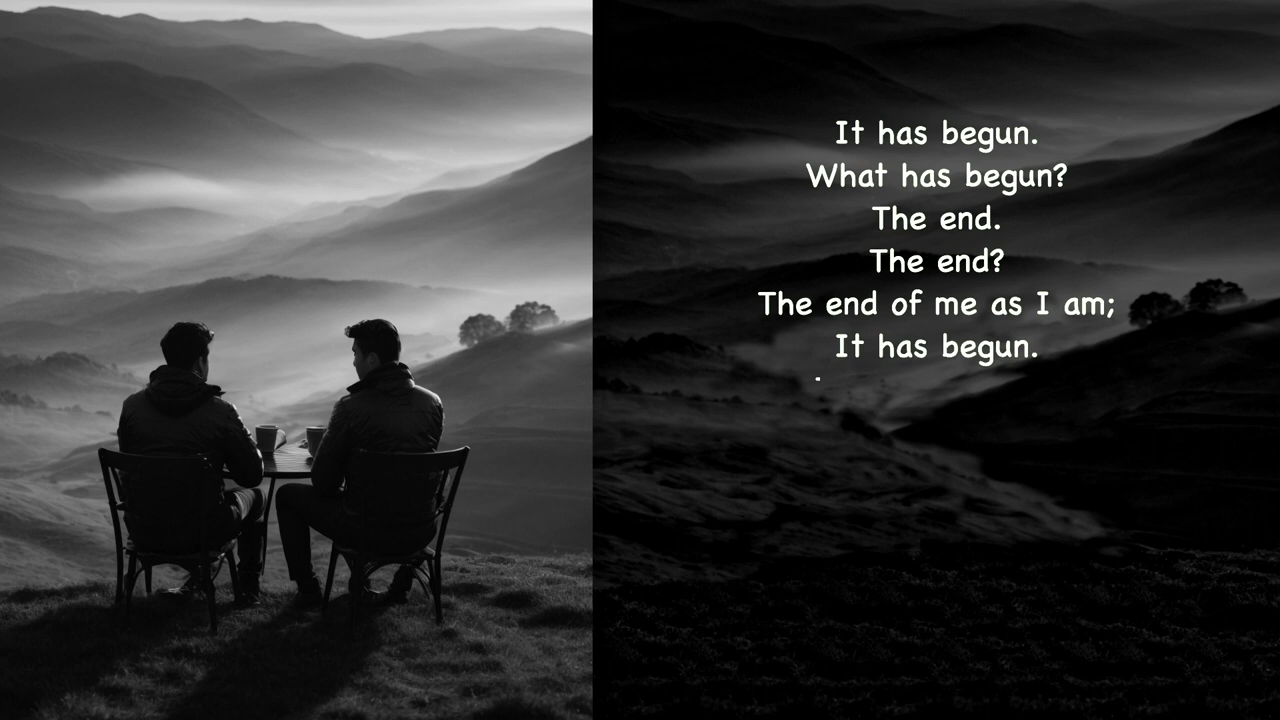 It has begun.
What has begun?
The end.
The end?
The end of me as I am;
It has begun.
.